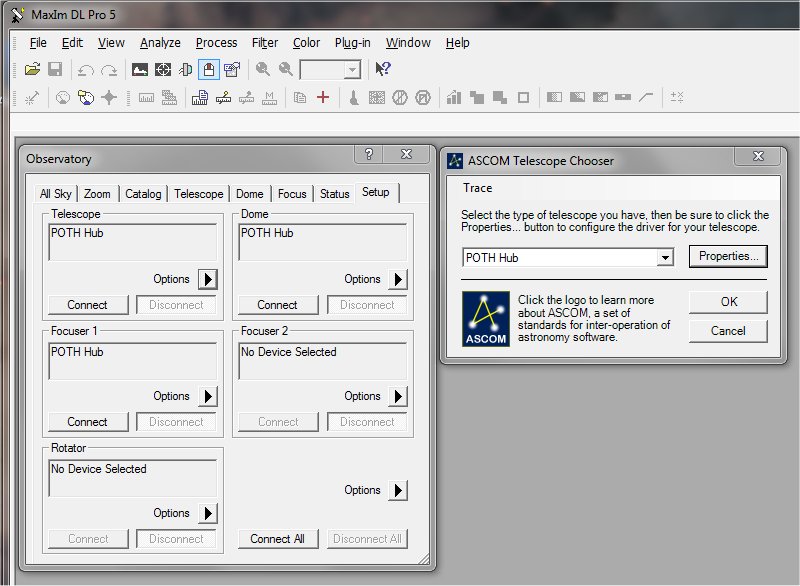 MaxIm DL Pro 5
File Edit View Analyze Process Filter Color Plug-in Window Help
Observatory
All Sky Zoom Catalog Telescope Dome Focus Status Setup
Telescope
POTH Hub
Options
Connect Disconnect
Dome
POTH Hub
Options
Connect Disconnect
Focuser 1
POTH Hub
Options
Connect Disconnect
Focuser 2
No Device Selected
Options
Connect Disconnect
Rotator
No Device Selected
Options
Connect Disconnect
Options
Connect All Disconnect All
ASCOM Telescope Chooser
Trace
Select the type of telescope you have, then be sure to click the
Properties... button to configure the driver for your telescope.
POTH Hub
Properties...
ASCOM
Click the logo to learn more
about ASCOM, a set of
standards for inter-operation of
astronomy software.
OK
Cancel